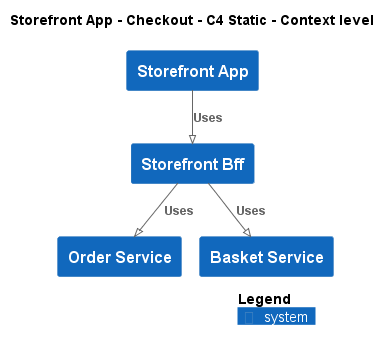 Storefront App - Checkout - C4 Static - Context level
Storefront App
Uses
Storefront Bff
Uses
Uses
Order Service
Basket Service
Legend
system